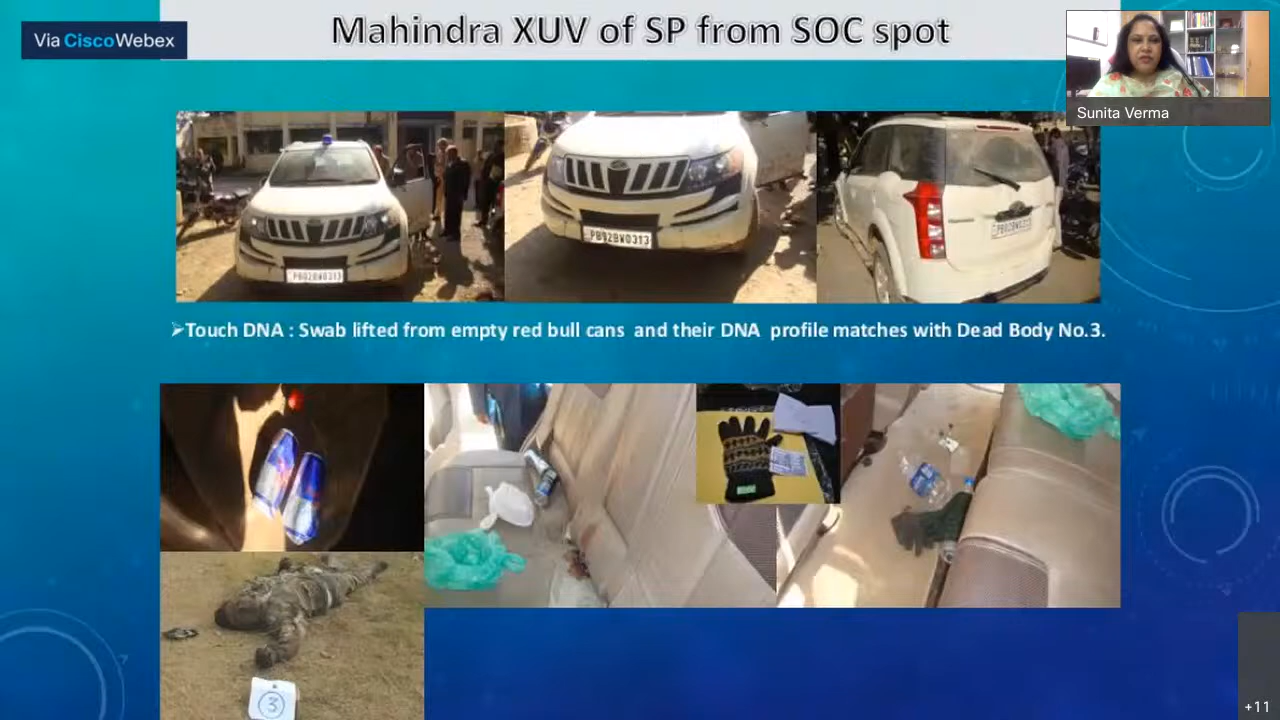 Mahindra XUV of SP from SOC spot
Via CiscoWebex
Sunita Verma
PB02BW0313
PB02BW0313
PB02BW0313
➢Touch DNA : Swab lifted from empty red bull cans and their DNA profile matches with Dead Body No.3.
3
+11